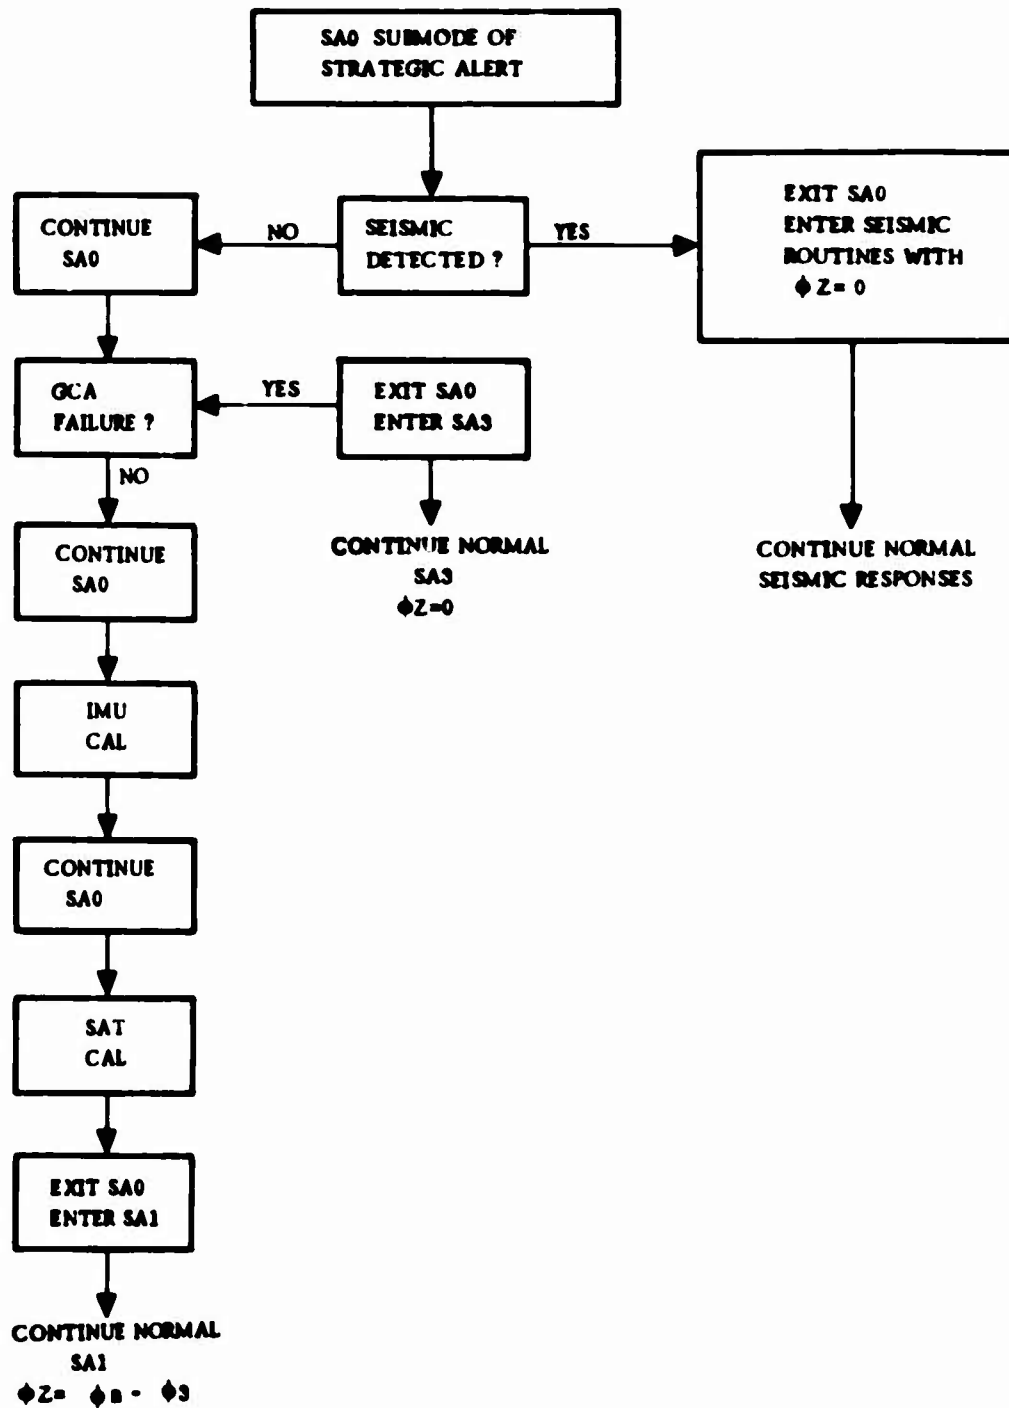 SA0 SUBMODE OF
STRATEGIC ALERT
SEISMIC
DETECTED ?
NO
YES
CONTINUE
SA0
EXIT SA0
ENTER SEISMIC
ROUTINES WITH
ϕ Z = 0
CONTINUE NORMAL
SEISMIC RESPONSES
GCA
FAILURE ?
YES
EXIT SA0
ENTER SA3
CONTINUE NORMAL
SA3
ϕ Z=0
NO
CONTINUE
SA0
IMU
CAL
CONTINUE
SA0
SAT
CAL
EXIT SA0
ENTER SA1
CONTINUE NORMAL
SA1
ϕ Z= ϕ n - ϕ 3